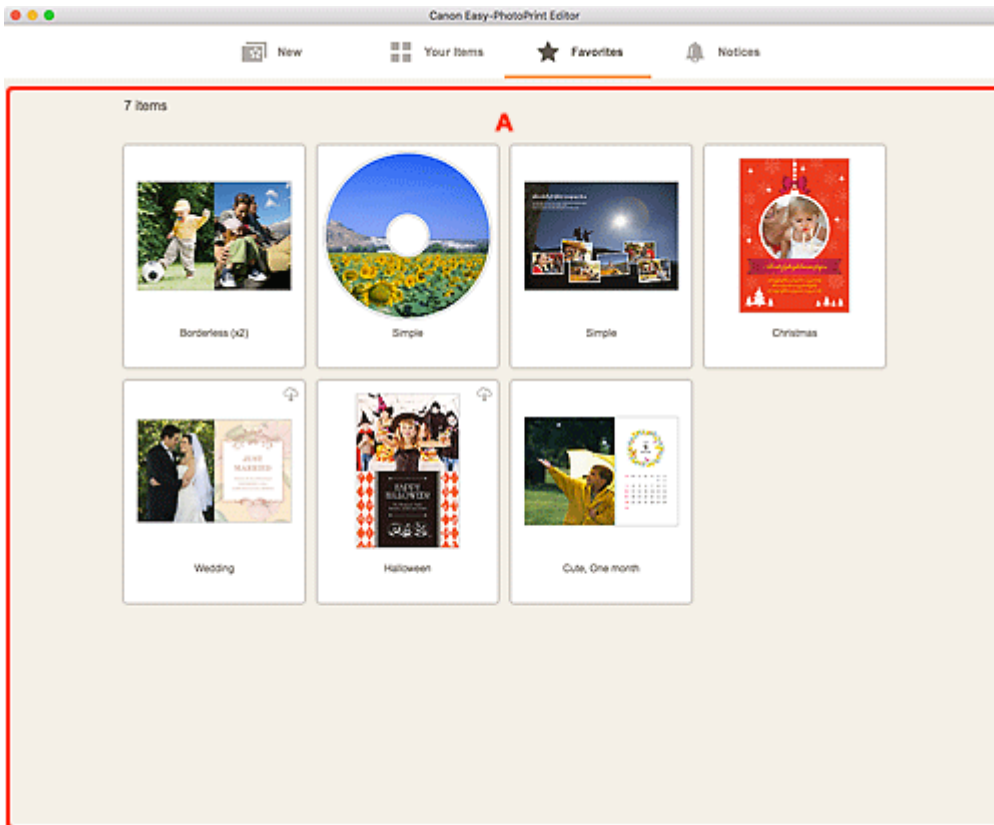 Canon Easy-PhotoPrint Editor
New
Your Items
Favorites
Notices
7 items
A
Borderless (x2)
Simple
Simple
Christmas
JUST
MARRIED
HAPPY
HALLOWEEN
Wedding
Halloween
Cute, One month